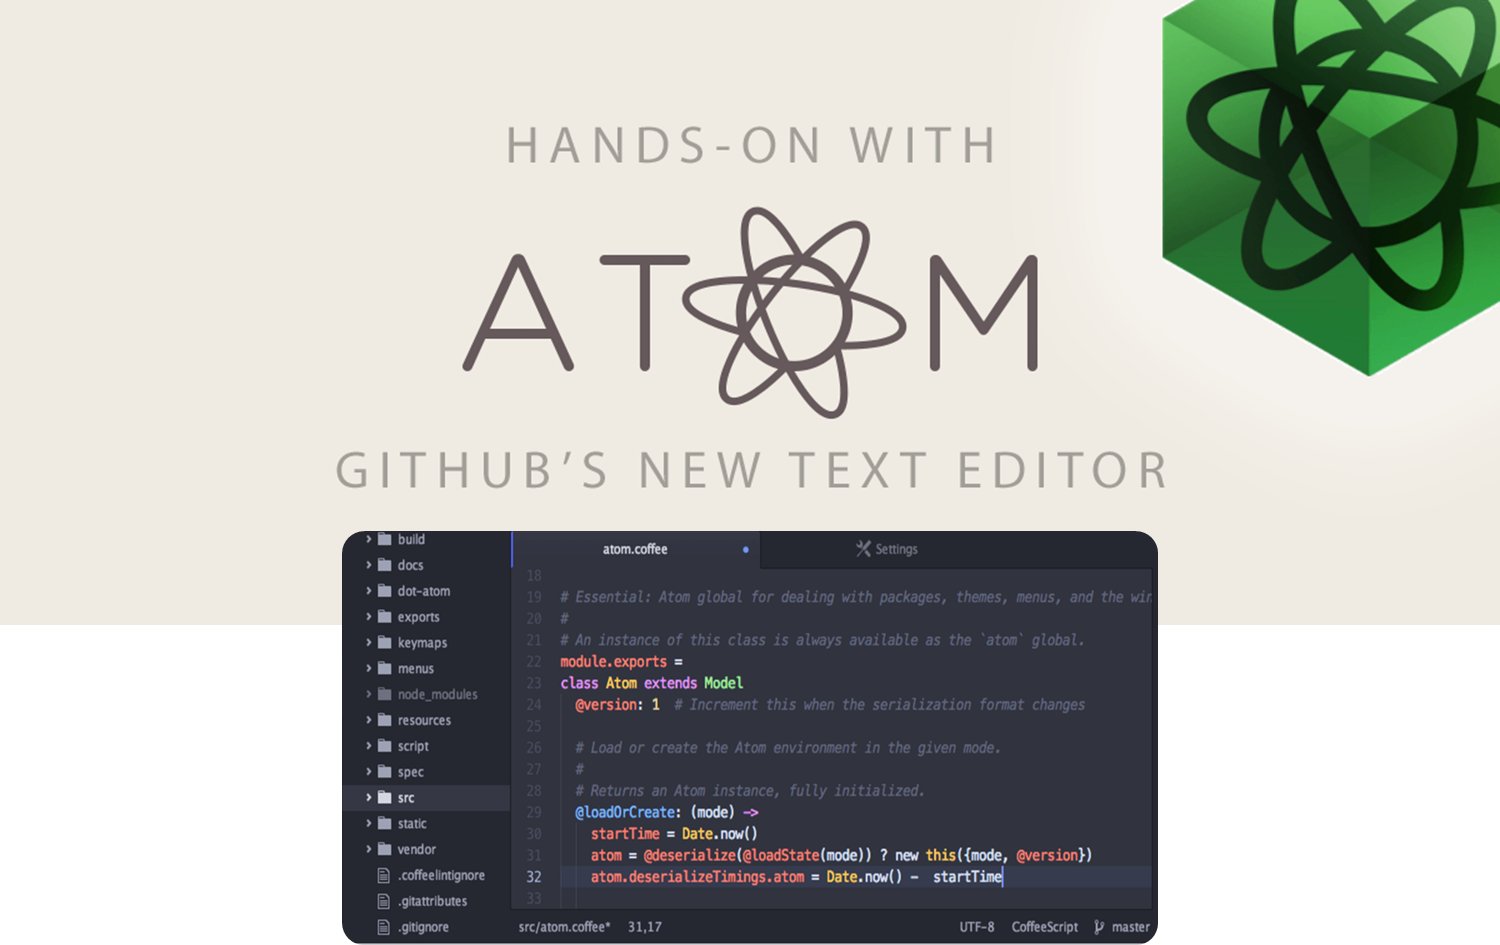 HANDS-ON WITH
ATOM
GITHUB’S NEW TEXT EDITOR
build
docs
dot-atom
exports
keymaps
menus
node_modules
resources
script
spec
src
static
vendor
.coffeelintignore
.gitattributes
.gitignore
atom.coffee
Settings
18
19 # Essential: Atom global for dealing with packages, themes, menus, and the
20 #
21 # An instance of this class is always available as the `atom` global.
22 module.exports =
23 class Atom extends Model
24 @version: 1 # Increment this when the serialization format changes
25
26 # Load or create the Atom environment in the given mode.
27 #
28 # Returns an Atom instance, fully initialized.
29 @loadOrCreate: (mode) ->
30 startTime = Date.now()
31 atom = @deserialize(@loadState(mode)) ? new this({mode, @version})
32 atom.deserializeTimings.atom = Date.now() - startTime
33
src/atom.coffee* 31,17 UTF-8 CoffeeScript master